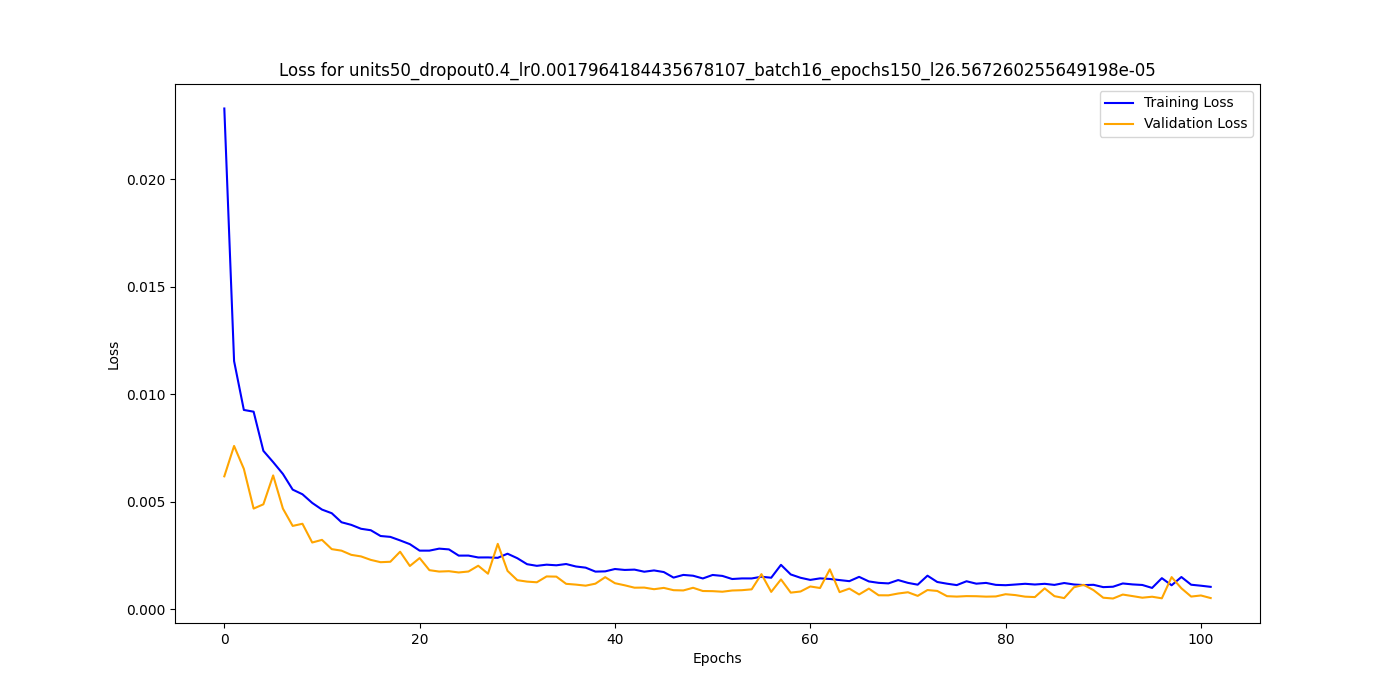 Loss for units50_dropout0.4_lr0.0017964184435678107_batch16_epochs150_l26.567260255649198e-05
Training Loss
Validation Loss
0.020
0.015
0.010
0.005
0.000
Loss
0 20 40 60 80 100
Epochs